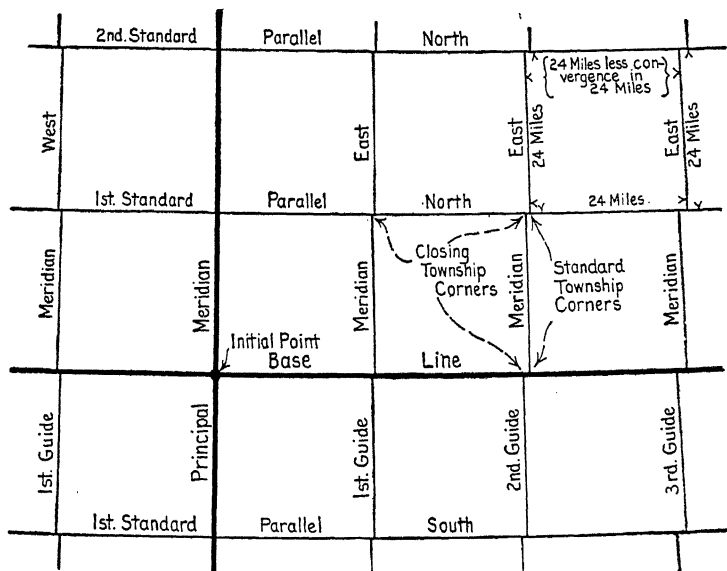 2nd. Standard Parallel North
24 Miles less con-
vergence in
24 Miles
West
East
East
24 Miles
East
24 Miles
1st. Standard Parallel North
24 Miles.
Closing
Township
Corners
Standard
Township
Corners
Meridian
Meridian
Meridian
Meridian
Meridian
Initial Point
Base Line
1st. Guide
Principal
1st. Guide
2nd. Guide
3rd. Guide
1st. Standard Parallel South